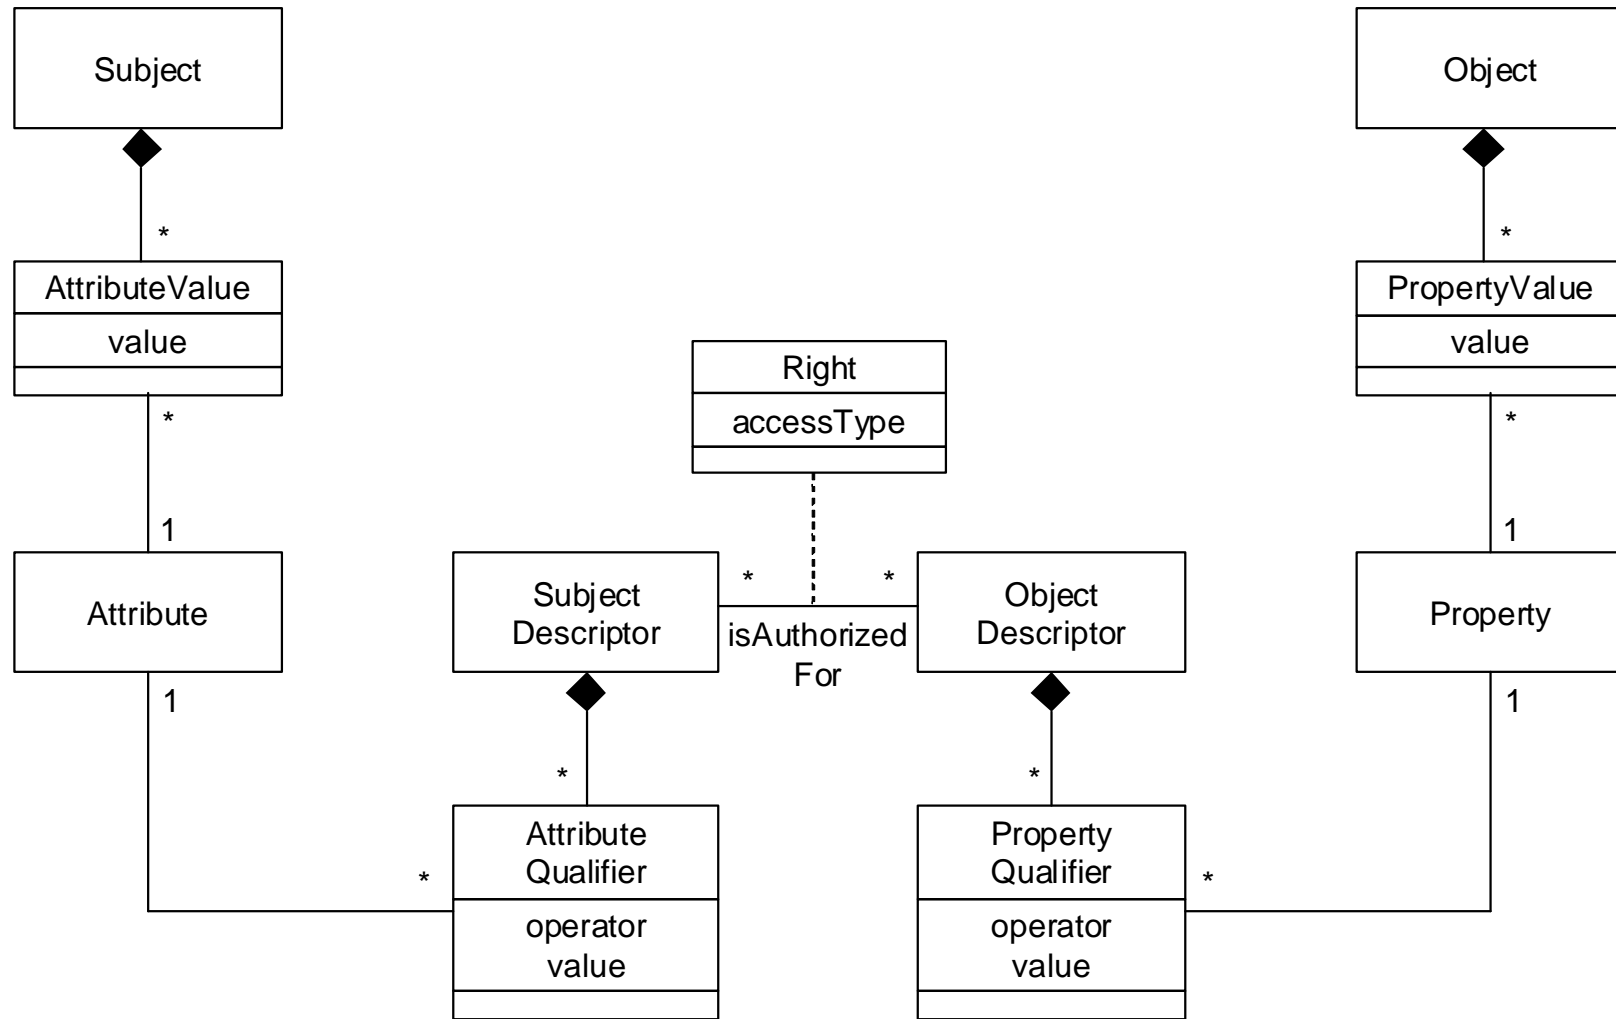 Subject
Object
*
*
AttributeValue
value
PropertyValue
value
Right
accessType
*
*
1
1
Attribute
Subject
Descriptor
*
*
isAuthorized
For
Object
Descriptor
Property
1
1
*
*
Attribute
Qualifier
operator
value
*
Property
Qualifier
operator
value
*